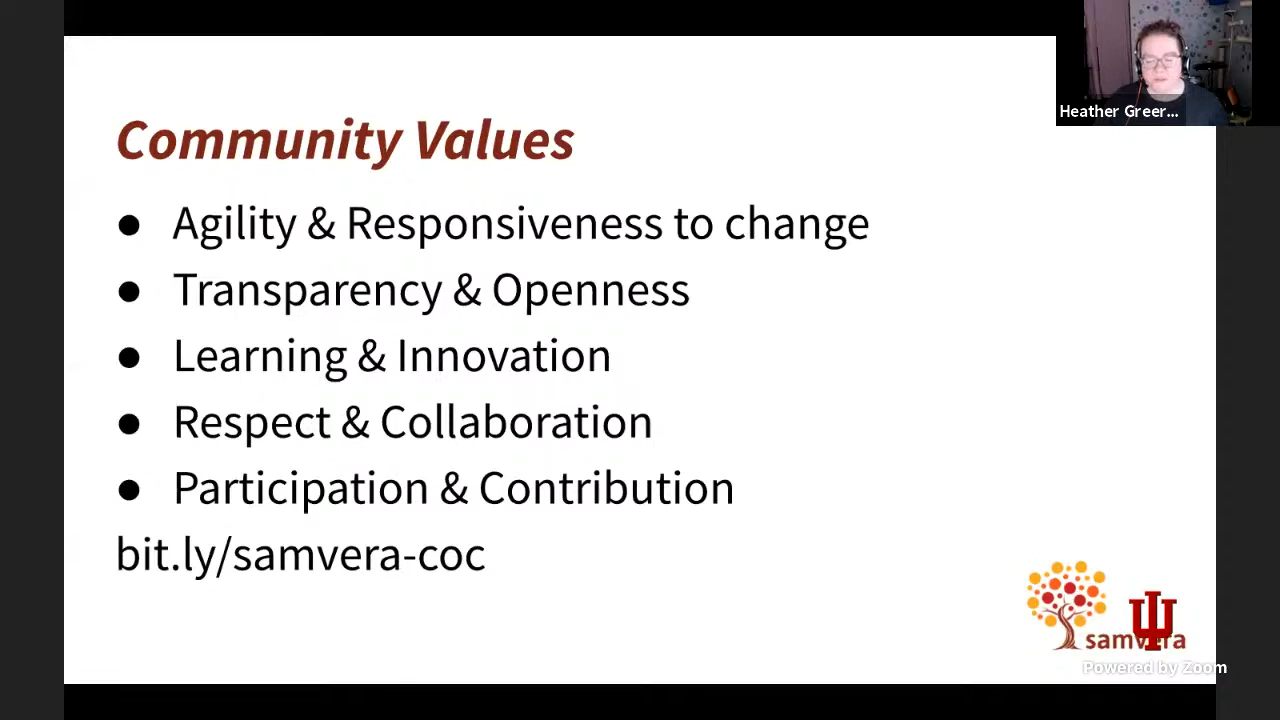 Heather Greer...
Community Values
● Agility & Responsiveness to change
● Transparency & Openness
● Learning & Innovation
● Respect & Collaboration
● Participation & Contribution
bit.ly/samvera-coc
samvera
Powered by Zoom